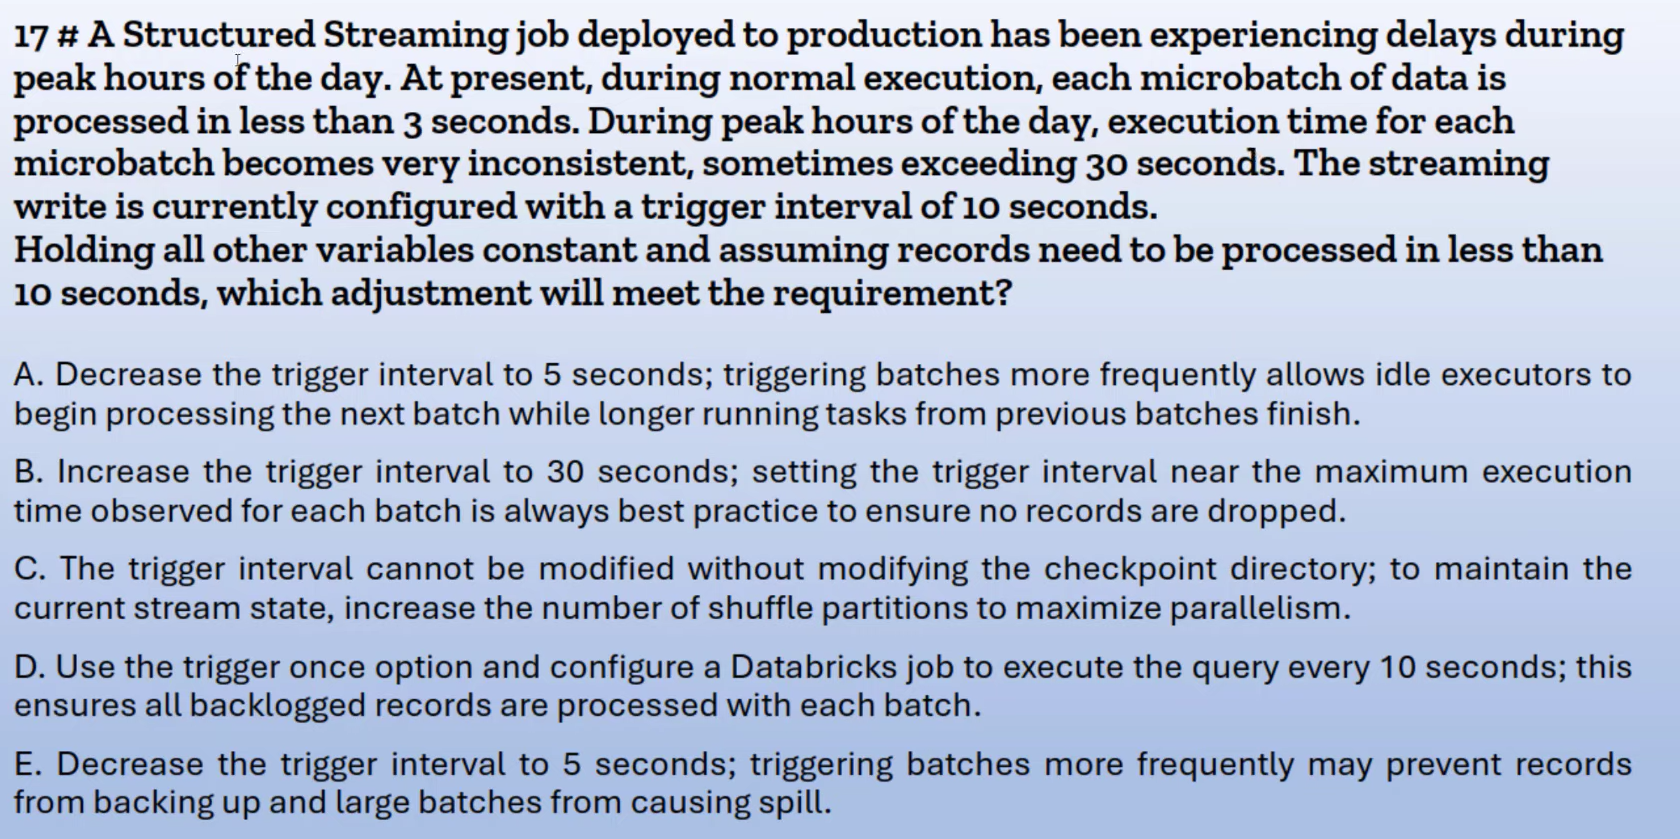 17 # A Structured Streaming job deployed to production has been experiencing delays during
peak hours of the day. At present, during normal execution, each microbatch of data is
processed in less than 3 seconds. During peak hours of the day, execution time for each
microbatch becomes very inconsistent, sometimes exceeding 30 seconds. The streaming
write is currently configured with a trigger interval of 10 seconds.
Holding all other variables constant and assuming records need to be processed in less than
10 seconds, which adjustment will meet the requirement?
A. Decrease the trigger interval to 5 seconds; triggering batches more frequently allows idle executors to
begin processing the next batch while longer running tasks from previous batches finish.
B. Increase the trigger interval to 30 seconds; setting the trigger interval near the maximum execution
time observed for each batch is always best practice to ensure no records are dropped.
C. The trigger interval cannot be modified without modifying the checkpoint directory; to maintain the
current stream state, increase the number of shuffle partitions to maximize parallelism.
D. Use the trigger once option and configure a Databricks job to execute the query every 10 seconds; this
ensures all backlogged records are processed with each batch.
E. Decrease the trigger interval to 5 seconds; triggering batches more frequently may prevent records
from backing up and large batches from causing spill.